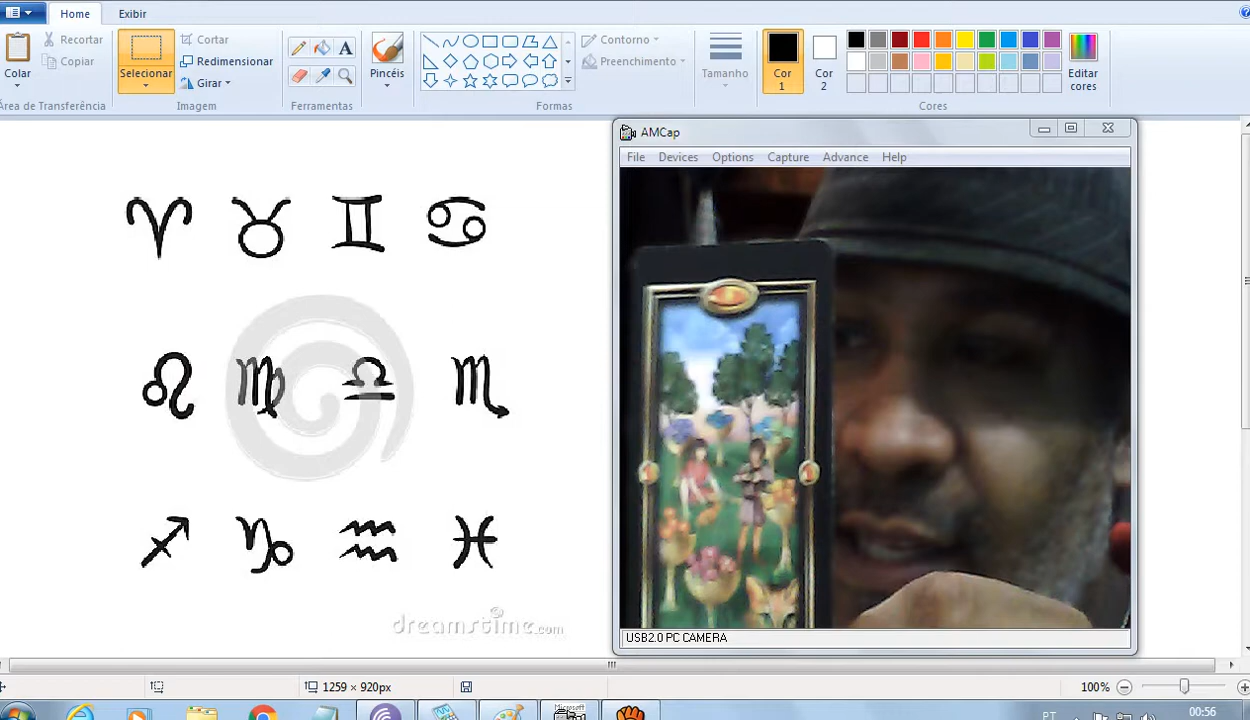 Home Exibir
Colar
Recortar
Copiar
Área de Transferência
Selecionar
Cortar
Redimensionar
Girar
Imagem
A
Ferramentas
Pincéis
Contorno
Preenchimento
Formas
Tamanho
Cor
1
Cor
2
Editar
cores
Cores
AMCap
File Devices Options Capture Advance Help
1 1
USB2.0 PC CAMERA
dreamstime.com
1259 × 920px
100%
PT
00:56